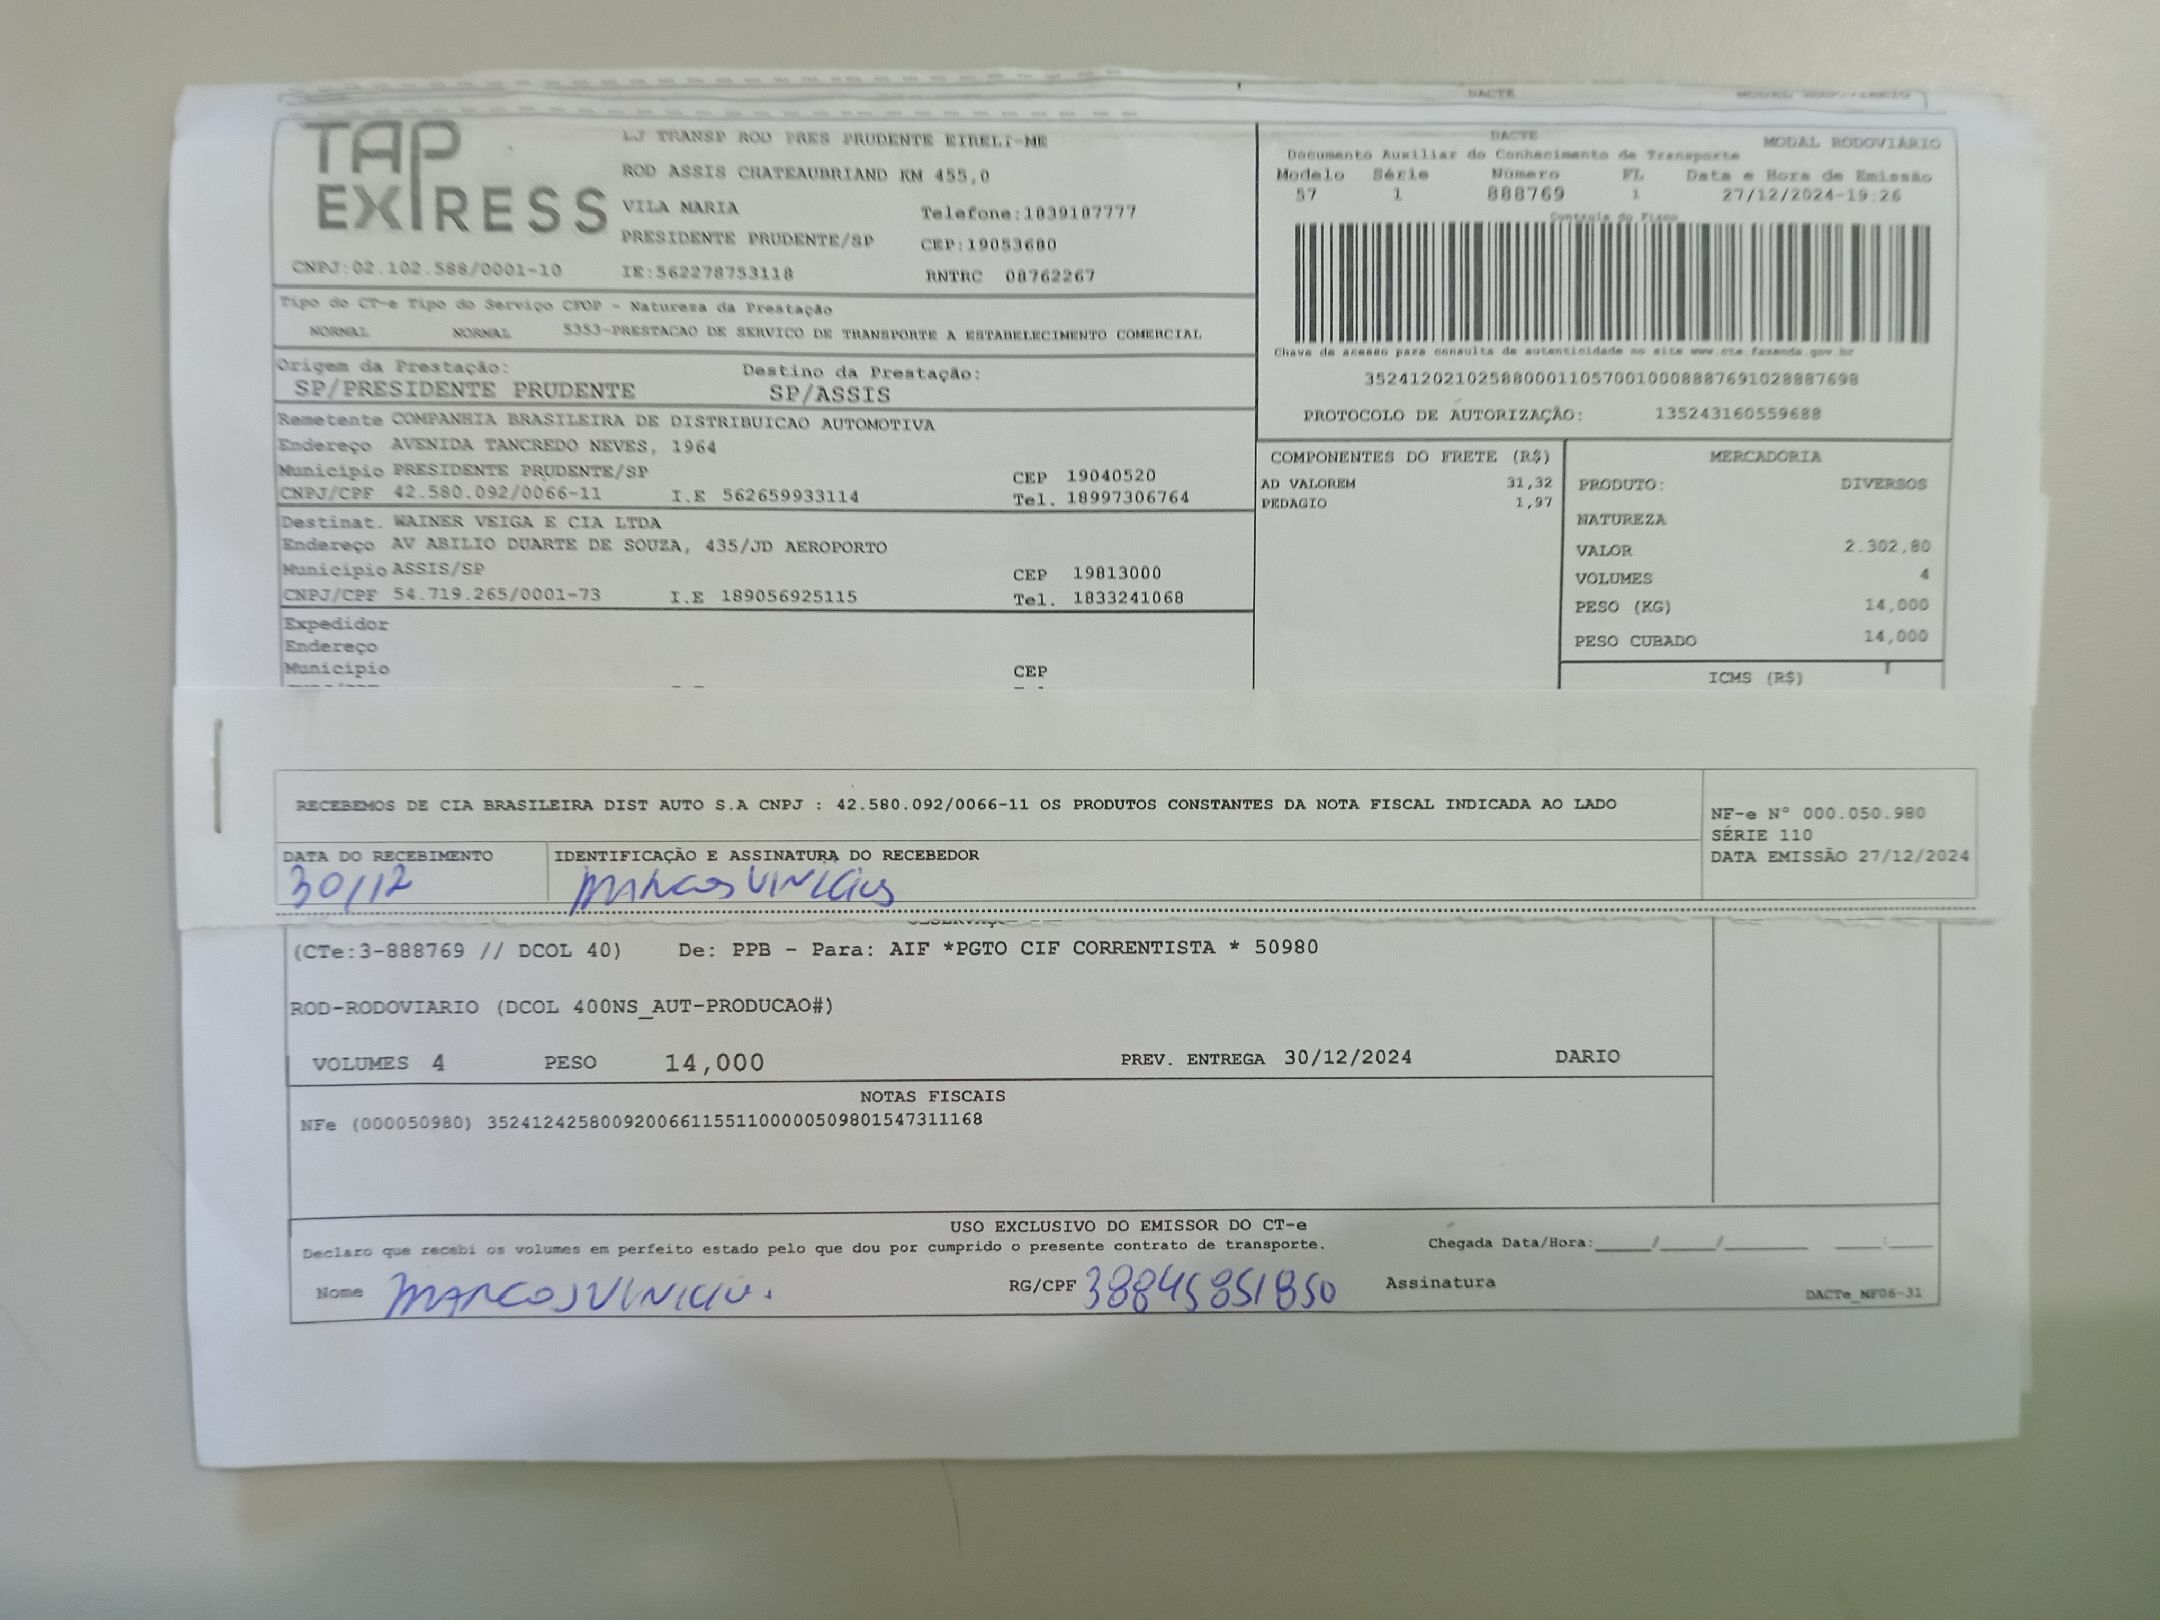 DACTE
TAP EXPRESS
LJ TRANSP ROD PRES PRUDENTE EIRELI-ME
ROD ASSIS CHATEAUBRIAND KM 455,0
VILA MARIA Telefone:1839107777
PRESIDENTE PRUDENTE/SP CEP:19053680
CNPJ:02.102.588/0001-10 IE:562278753118 RNTRC 08762267
DACTE MODAL RODOVIÁRIO
Documento Auxiliar do Conhecimento de Transporte
Modelo Série Número FL Data e Hora de Emissão
57 1 888769 1 27/12/2024-19:26
Controle do Fisco
Chave de acesso para consulta de autenticidade no site www.cte.fazenda.gov.br
35241202102588000110570010008887691028887698
PROTOCOLO DE AUTORIZAÇÃO: 135243160559688
Tipo do CT-e Tipo do Serviço CFOP - Natureza da Prestação
NORMAL NORMAL 5353-PRESTACAO DE SERVICO DE TRANSPORTE A ESTABELECIMENTO COMERCIAL
Origem da Prestação: Destino da Prestação:
SP/PRESIDENTE PRUDENTE SP/ASSIS
Remetente COMPANHIA BRASILEIRA DE DISTRIBUICAO AUTOMOTIVA
Endereço AVENIDA TANCREDO NEVES, 1964
Município PRESIDENTE PRUDENTE/SP CEP 19040520
CNPJ/CPF 42.580.092/0066-11 I.E 562659933114 Tel. 18997306764
Destinat. WAINER VEIGA E CIA LTDA
Endereço AV ABILIO DUARTE DE SOUZA, 435/JD AEROPORTO
Município ASSIS/SP CEP 19813000
CNPJ/CPF 54.719.265/0001-73 I.E 189056925115 Tel. 1833241068
Expedidor
Endereço
Município CEP
COMPONENTES DO FRETE (R$)
AD VALOREM 31,32
PEDAGIO 1,97
MERCADORIA
PRODUTO: DIVERSOS
NATUREZA
VALOR 2.302,80
VOLUMES 4
PESO (KG) 14,000
PESO CUBADO 14,000
ICMS (R$)
RECEBEMOS DE CIA BRASILEIRA DIST AUTO S.A CNPJ : 42.580.092/0066-11 OS PRODUTOS CONSTANTES DA NOTA FISCAL INDICADA AO LADO
NF-e N° 000.050.980
SÉRIE 110
DATA EMISSÃO 27/12/2024
DATA DO RECEBIMENTO IDENTIFICAÇÃO E ASSINATURA DO RECEBEDOR
30/12 MARCOS VINICIUS
(CTe:3-888769 // DCOL 40) De: PPB - Para: AIF *PGTO CIF CORRENTISTA * 50980
ROD-RODOVIARIO (DCOL 400NS_AUT-PRODUCAO#)
VOLUMES 4 PESO 14,000 PREV. ENTREGA 30/12/2024 DARIO
NOTAS FISCAIS
NFe (000050980) 35241242580092006611551100000509801547311168
USO EXCLUSIVO DO EMISSOR DO CT-e
Declaro que recebi os volumes em perfeito estado pelo que dou por cumprido o presente contrato de transporte. Chegada Data/Hora:_____/_____/_______ ____:____
Nome MARCOS VINICIU. RG/CPF 38845851850 Assinatura
DACTe_MF06-31